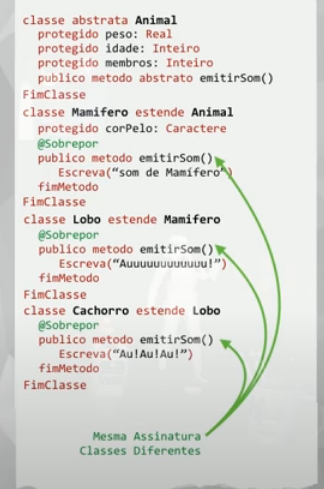 classe abstrata Animal
protegido peso: Real
protegido idade: Inteiro
protegido membros: Inteiro
publico metodo abstrato emitirSom()
FimClasse
classe Mamifero estende Animal
protegido corPelo: Caractere
@Sobrepor
publico metodo emitirSom()
Escreva("som de Mamífero")
fimMetodo
FimClasse
classe Lobo estende Mamifero
@Sobrepor
publico metodo emitirSom()
Escreva("Auuuuuuuuuuuu!")
fimMetodo
FimClasse
classe Cachorro estende Lobo
@Sobrepor
publico metodo emitirSom()
Escreva("Au!Au!Au!")
fimMetodo
FimClasse
Mesma Assinatura
Classes Diferentes